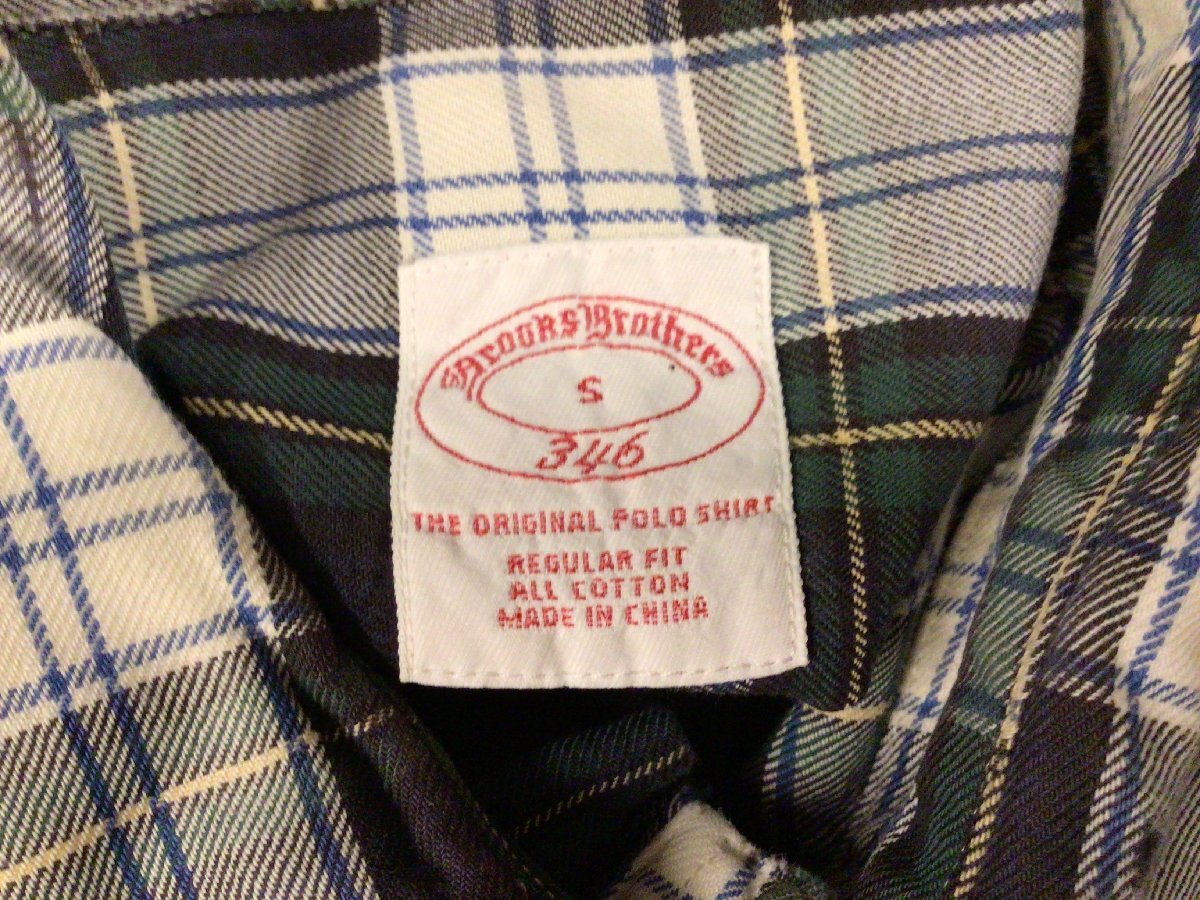 Brooks Brothers
S
346
THE ORIGINAL POLO SHIRT
REGULAR FIT
ALL COTTON
MADE IN CHINA